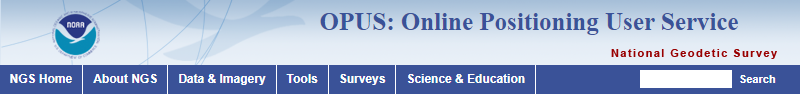 NOAA
OPUS: Online Positioning User Service
National Geodetic Survey
NGS Home About NGS Data & Imagery Tools Surveys Science & Education Search